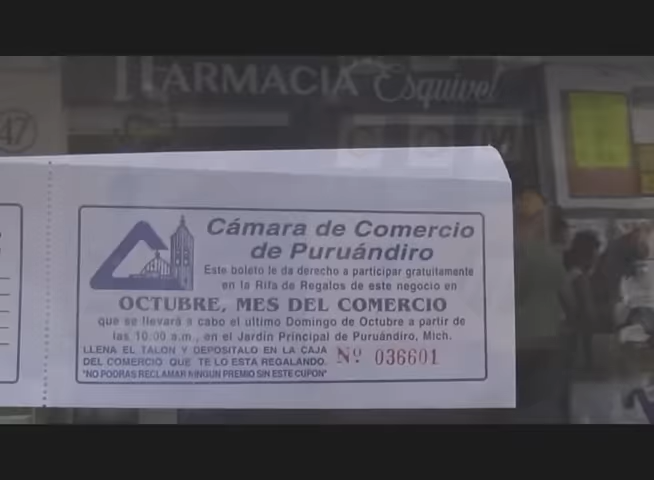 FARMACIA Esquivel
47
Cámara de Comercio
de Puruándiro
Este boleto le da derecho a participar gratuitamente
en la Rifa de Regalos de este negocio en
OCTUBRE, MES DEL COMERCIO
que se llevará a cabo el último Domingo de Octubre a partir de
las 10:00 a.m., en el Jardín Principal de Puruándiro, Mich.
LLENA EL TALON Y DEPOSITALO EN LA CAJA
DEL COMERCIO QUE TE LO ESTA REGALANDO.
"NO PODRAS RECLAMAR NINGUN PREMIO SIN ESTE CUPON"
Nº 036601